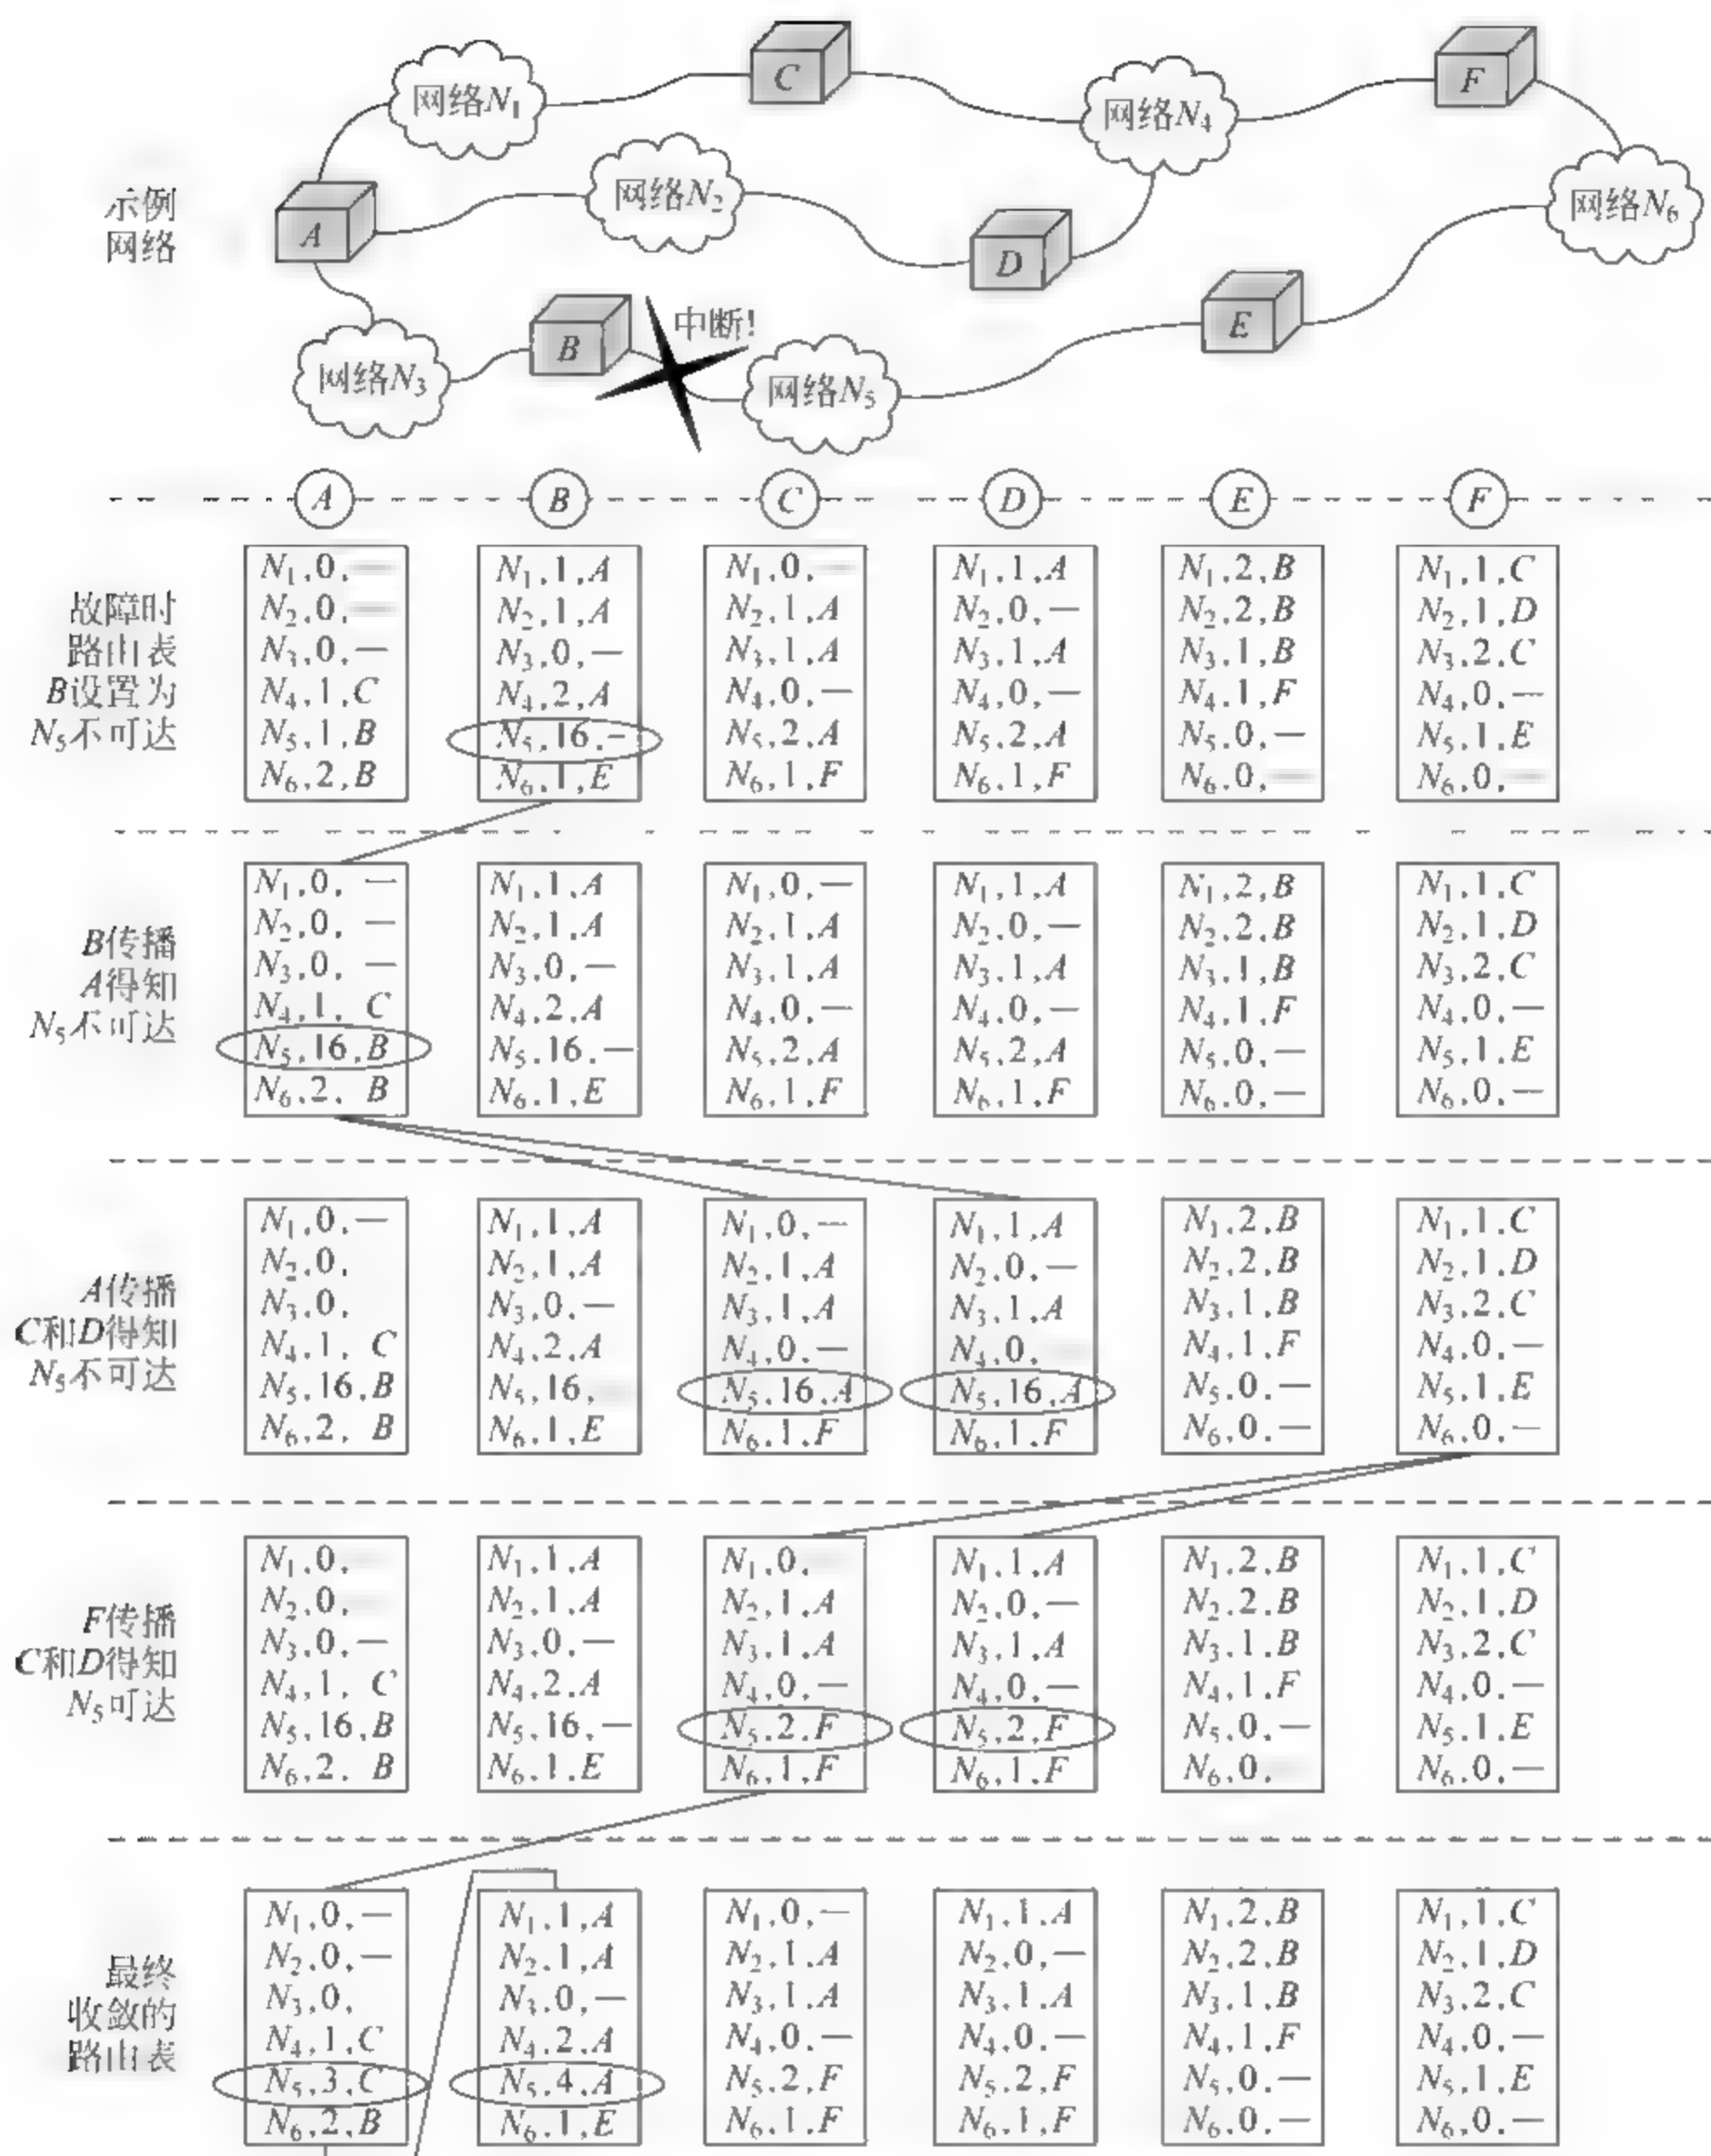 示例
网络
网络N₁
C
网络N₄
F
网络N₂
网络N₆
A
D
E
B
中断!
网络N₃
网络N₅
A
B
C
D
E
F
故障时
路由表
B设置为
N₅不可达
N₁,0,—
N₂,0,—
N₃,0,—
N₄,1,C
N₅,1,B
N₆,2,B
N₁,1,A
N₂,1,A
N₃,0,—
N₄,2,A
N₅,16,-
N₆,1,E
N₁,0,—
N₂,1,A
N₃,1,A
N₄,0,—
N₅,2,A
N₆,1,F
N₁,1,A
N₂,0,—
N₃,1,A
N₄,0,—
N₅,2,A
N₆,1,F
N₁,2,B
N₂,2,B
N₃,1,B
N₄,1,F
N₅,0,—
N₆,0,—
N₁,1,C
N₂,1,D
N₃,2,C
N₄,0,—
N₅,1,E
N₆,0,—
B传播
A得知
N₅不可达
N₁,0,—
N₂,0,—
N₃,0,—
N₄,1,C
N₅,16,B
N₆,2,B
N₁,1,A
N₂,1,A
N₃,0,—
N₄,2,A
N₅,16,—
N₆,1,E
N₁,0,—
N₂,1,A
N₃,1,A
N₄,0,—
N₅,2,A
N₆,1,F
N₁,1,A
N₂,0,—
N₃,1,A
N₄,0,—
N₅,2,A
N₆,1,F
N₁,2,B
N₂,2,B
N₃,1,B
N₄,1,F
N₅,0,—
N₆,0,—
N₁,1,C
N₂,1,D
N₃,2,C
N₄,0,—
N₅,1,E
N₆,0,—
A传播
C和D得知
N₅不可达
N₁,0,—
N₂,0,
N₃,0,
N₄,1,C
N₅,16,B
N₆,2,B
N₁,1,A
N₂,1,A
N₃,0,—
N₄,2,A
N₅,16,
N₆,1,E
N₁,0,—
N₂,1,A
N₃,1,A
N₄,0,—
N₅,16,A
N₆,1,F
N₁,1,A
N₂,0,—
N₃,1,A
N₄,0,
N₅,16,A
N₆,1,F
N₁,2,B
N₂,2,B
N₃,1,B
N₄,1,F
N₅,0,—
N₆,0,—
N₁,1,C
N₂,1,D
N₃,2,C
N₄,0,—
N₅,1,E
N₆,0,—
F传播
C和D得知
N₅可达
N₁,0,
N₂,0,
N₃,0,—
N₄,1,C
N₅,16,B
N₆,2,B
N₁,1,A
N₂,1,A
N₃,0,—
N₄,2,A
N₅,16,—
N₆,1,E
N₁,0,
N₂,1,A
N₃,1,A
N₄,0,—
N₅,2,F
N₆,1,F
N₁,1,A
N₂,0,—
N₃,1,A
N₄,0,—
N₅,2,F
N₆,1,F
N₁,2,B
N₂,2,B
N₃,1,B
N₄,1,F
N₅,0,—
N₆,0,
N₁,1,C
N₂,1,D
N₃,2,C
N₄,0,—
N₅,1,E
N₆,0,—
最终
收敛的
路由表
N₁,0,—
N₂,0,—
N₃,0,
N₄,1,C
N₅,3,C
N₆,2,B
N₁,1,A
N₂,1,A
N₃,0,—
N₄,2,A
N₅,4,A
N₆,1,E
N₁,0,—
N₂,1,A
N₃,1,A
N₄,0,—
N₅,2,F
N₆,1,F
N₁,1,A
N₂,0,—
N₃,1,A
N₄,0,—
N₅,2,F
N₆,1,F
N₁,2,B
N₂,2,B
N₃,1,B
N₄,1,F
N₅,0,—
N₆,0,—
N₁,1,C
N₂,1,D
N₃,2,C
N₄,0,—
N₅,1,E
N₆,0,—